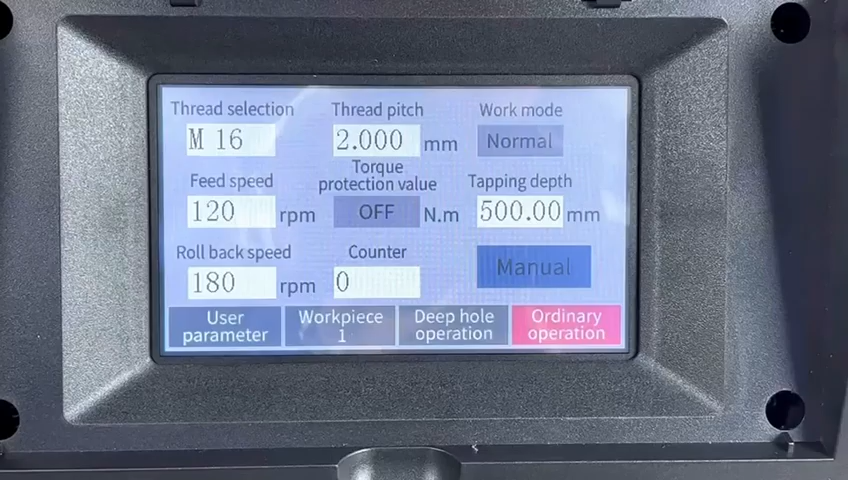 Thread selection
Thread pitch
Work mode
M 16
2.000 mm
Normal
Feed speed
Torque
protection value
Tapping depth
120 rpm
OFF N.m
500.00 mm
Roll back speed
Counter
180 rpm
0
Manual
User
parameter
Workpiece
1
Deep hole
operation
Ordinary
operation